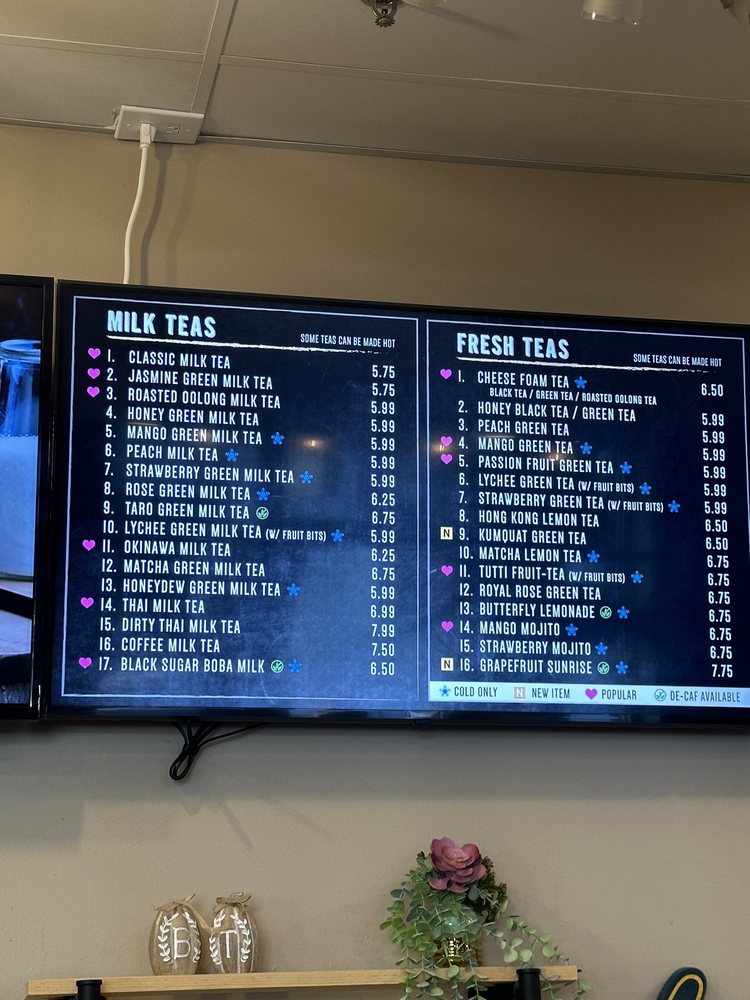 MILK TEAS
SOME TEAS CAN BE MADE HOT
1. CLASSIC MILK TEA 5.75
2. JASMINE GREEN MILK TEA 5.75
3. ROASTED OOLONG MILK TEA 5.99
4. HONEY GREEN MILK TEA 5.99
5. MANGO GREEN MILK TEA 5.99
6. PEACH MILK TEA 5.99
7. STRAWBERRY GREEN MILK TEA 5.99
8. ROSE GREEN MILK TEA 6.25
9. TARO GREEN MILK TEA 6.75
10. LYCHEE GREEN MILK TEA (W/ FRUIT BITS) 5.99
11. OKINAWA MILK TEA 6.25
12. MATCHA GREEN MILK TEA 6.75
13. HONEYDEW GREEN MILK TEA 5.99
14. THAI MILK TEA 6.99
15. DIRTY THAI MILK TEA 7.99
16. COFFEE MILK TEA 7.50
17. BLACK SUGAR BOBA MILK 6.50
FRESH TEAS
SOME TEAS CAN BE MADE HOT
1. CHEESE FOAM TEA 6.50
BLACK TEA / GREEN TEA / ROASTED OOLONG TEA
2. HONEY BLACK TEA / GREEN TEA 5.99
3. PEACH GREEN TEA 5.99
4. MANGO GREEN TEA 5.99
5. PASSION FRUIT GREEN TEA 5.99
6. LYCHEE GREEN TEA (W/ FRUIT BITS) 5.99
7. STRAWBERRY GREEN TEA (W/ FRUIT BITS) 5.99
8. HONG KONG LEMON TEA 6.50
N 9. KUMQUAT GREEN TEA 6.50
10. MATCHA LEMON TEA 6.75
11. TUTTI FRUIT-TEA (W/ FRUIT BITS) 6.75
12. ROYAL ROSE GREEN TEA 6.75
13. BUTTERFLY LEMONADE 6.75
14. MANGO MOJITO 6.75
15. STRAWBERRY MOJITO 6.75
N 16. GRAPEFRUIT SUNRISE 7.75
COLD ONLY N NEW ITEM POPULAR DE-CAF AVAILABLE
B T